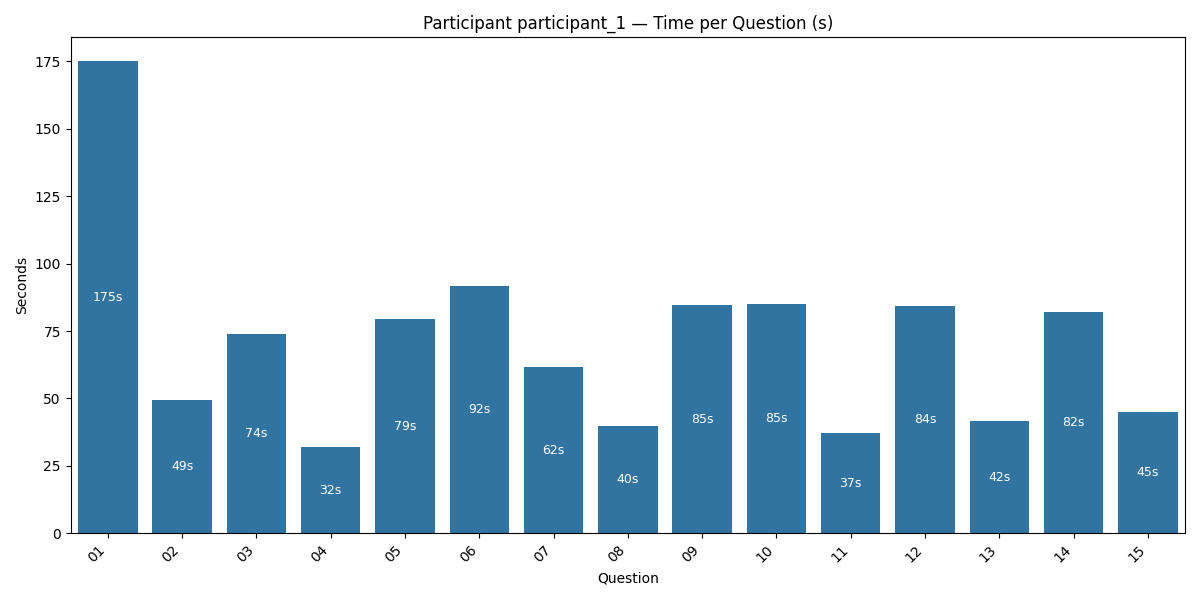 Participant participant_1 — Time per Question (s)
Seconds
175
150
125
100
75
50
25
0
175s
49s
74s
32s
79s
92s
62s
40s
85s
85s
37s
84s
42s
82s
45s
01
02
03
04
05
06
07
08
09
10
11
12
13
14
15
Question